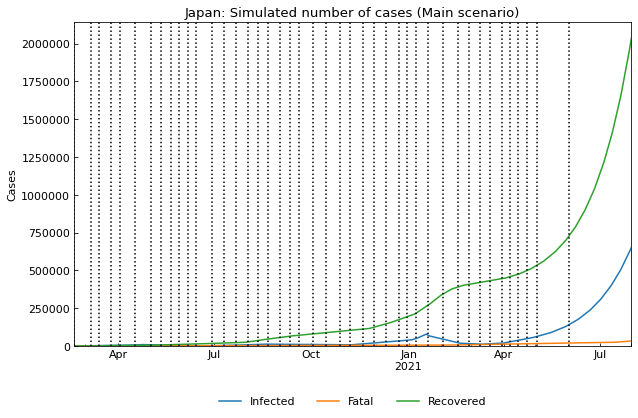 Japan: Simulated number of cases (Main scenario)
2000000
1750000
1500000
1250000
1000000
750000
500000
250000
0
Cases
Apr Jul Oct Jan Apr Jul
2021
Infected Fatal Recovered